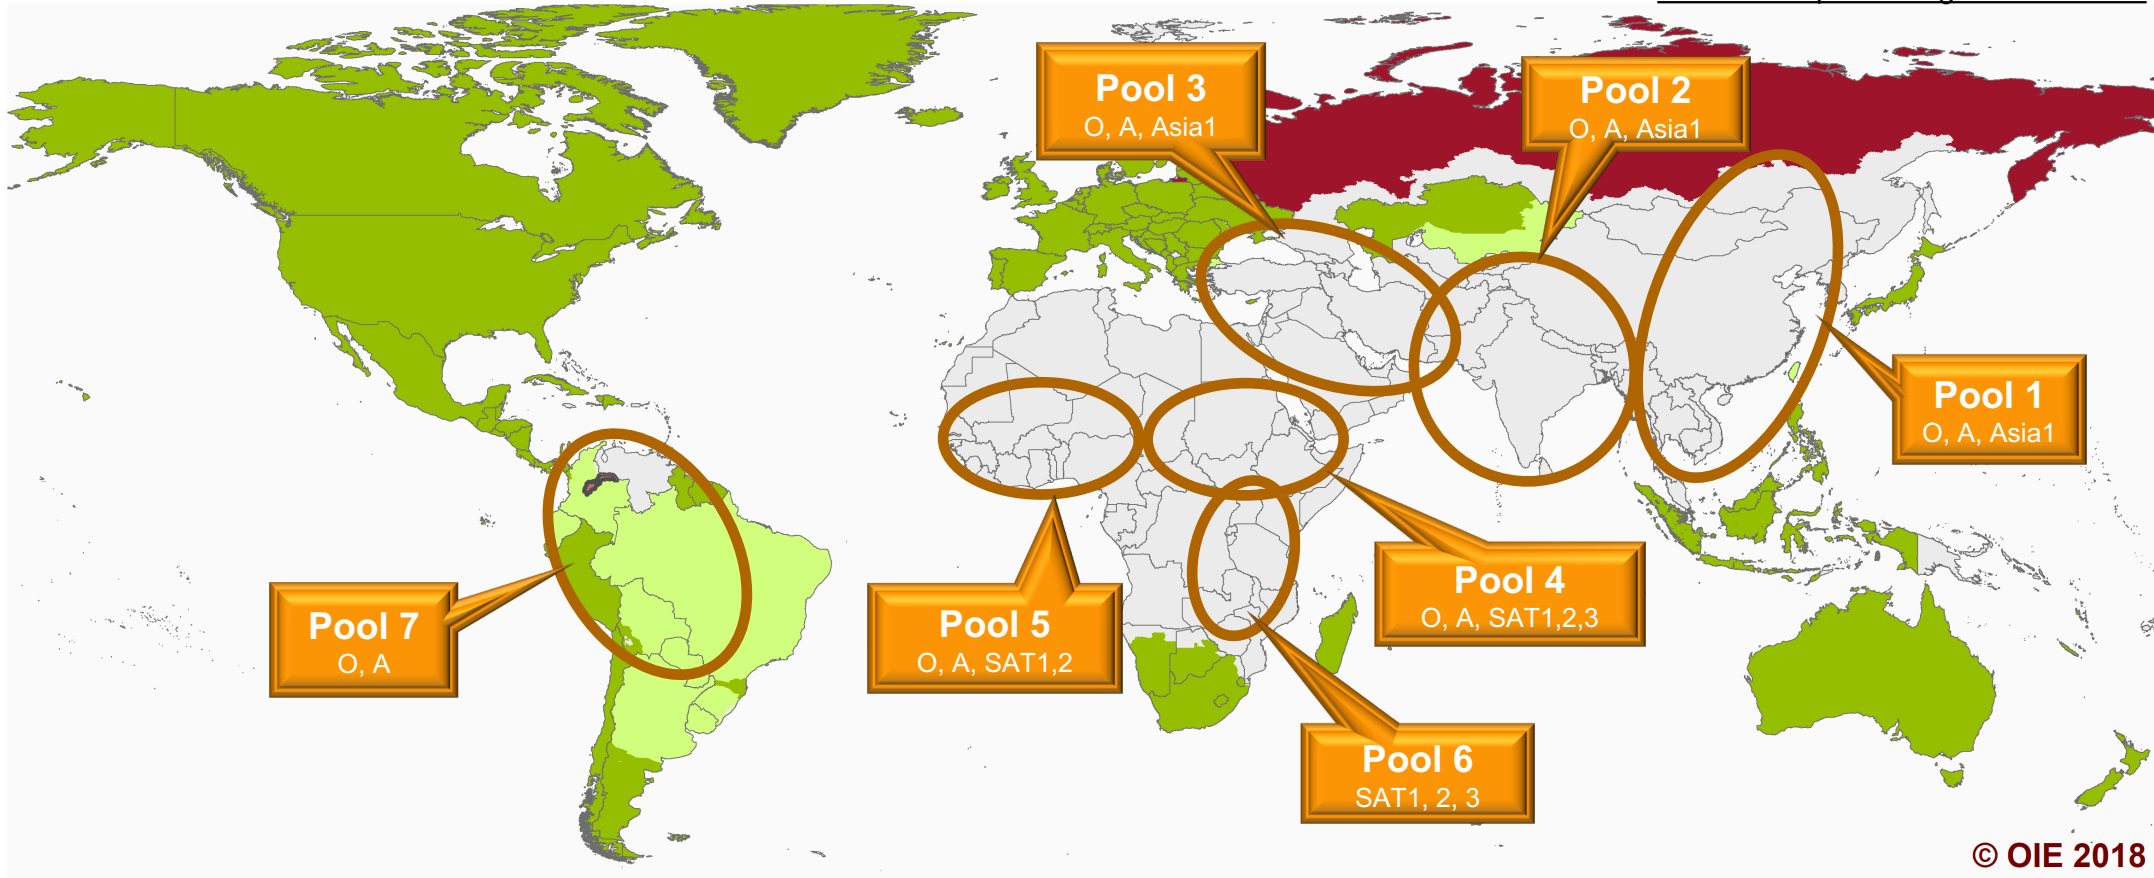 Pool 3
O, A, Asia1
Pool 2
O, A, Asia1
Pool 1
O, A, Asia1
Pool 4
O, A, SAT1,2,3
Pool 5
O, A, SAT1,2
Pool 7
O, A
Pool 6
SAT1, 2, 3
© OIE 2018